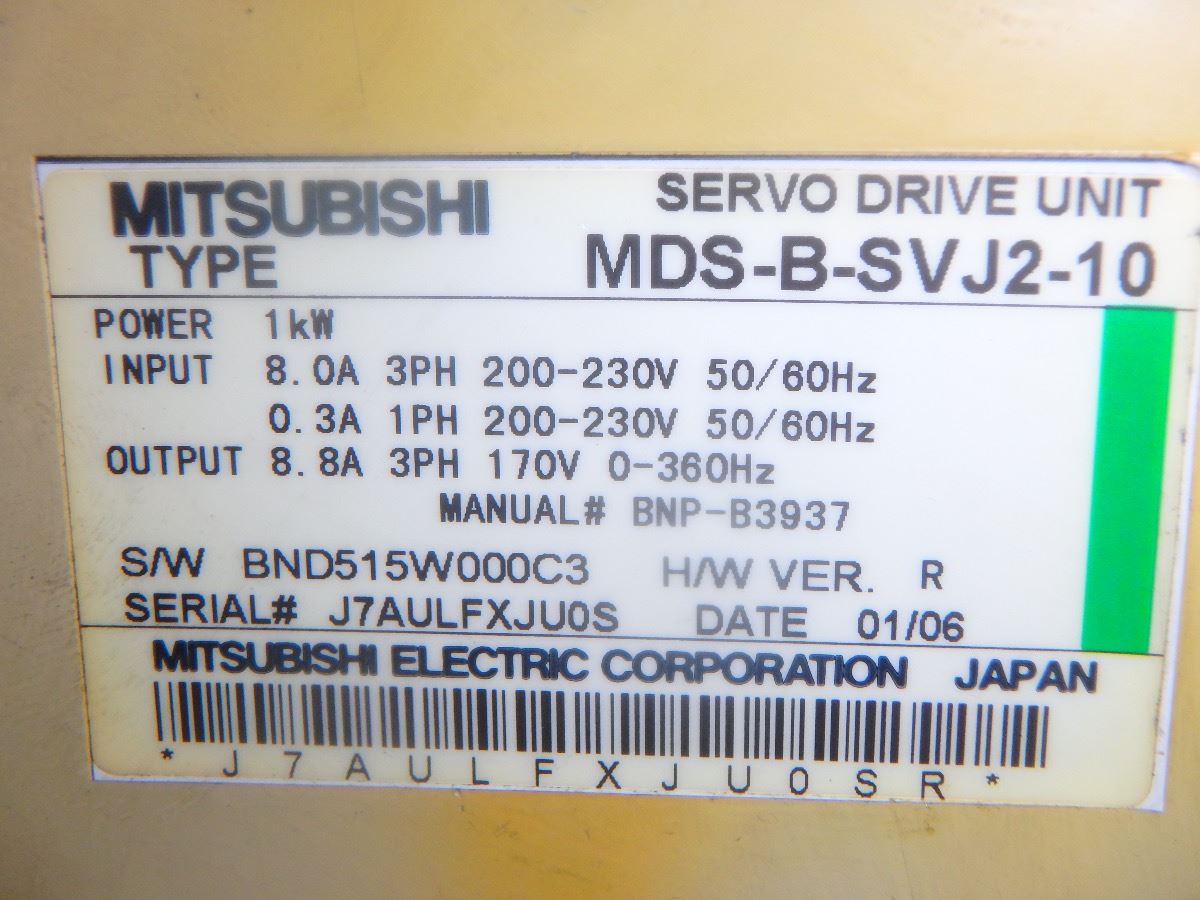 MITSUBISHI SERVO DRIVE UNIT
TYPE MDS-B-SVJ2-10
POWER 1kW
INPUT 8.0A 3PH 200-230V 50/60Hz
0.3A 1PH 200-230V 50/60Hz
OUTPUT 8.8A 3PH 170V 0-360Hz
MANUAL# BNP-B3937
S/W BND515W000C3 H/W VER. R
SERIAL# J7AULFXJU0S DATE 01/06
MITSUBISHI ELECTRIC CORPORATION JAPAN
* J 7 A U L F X J U 0 S R *